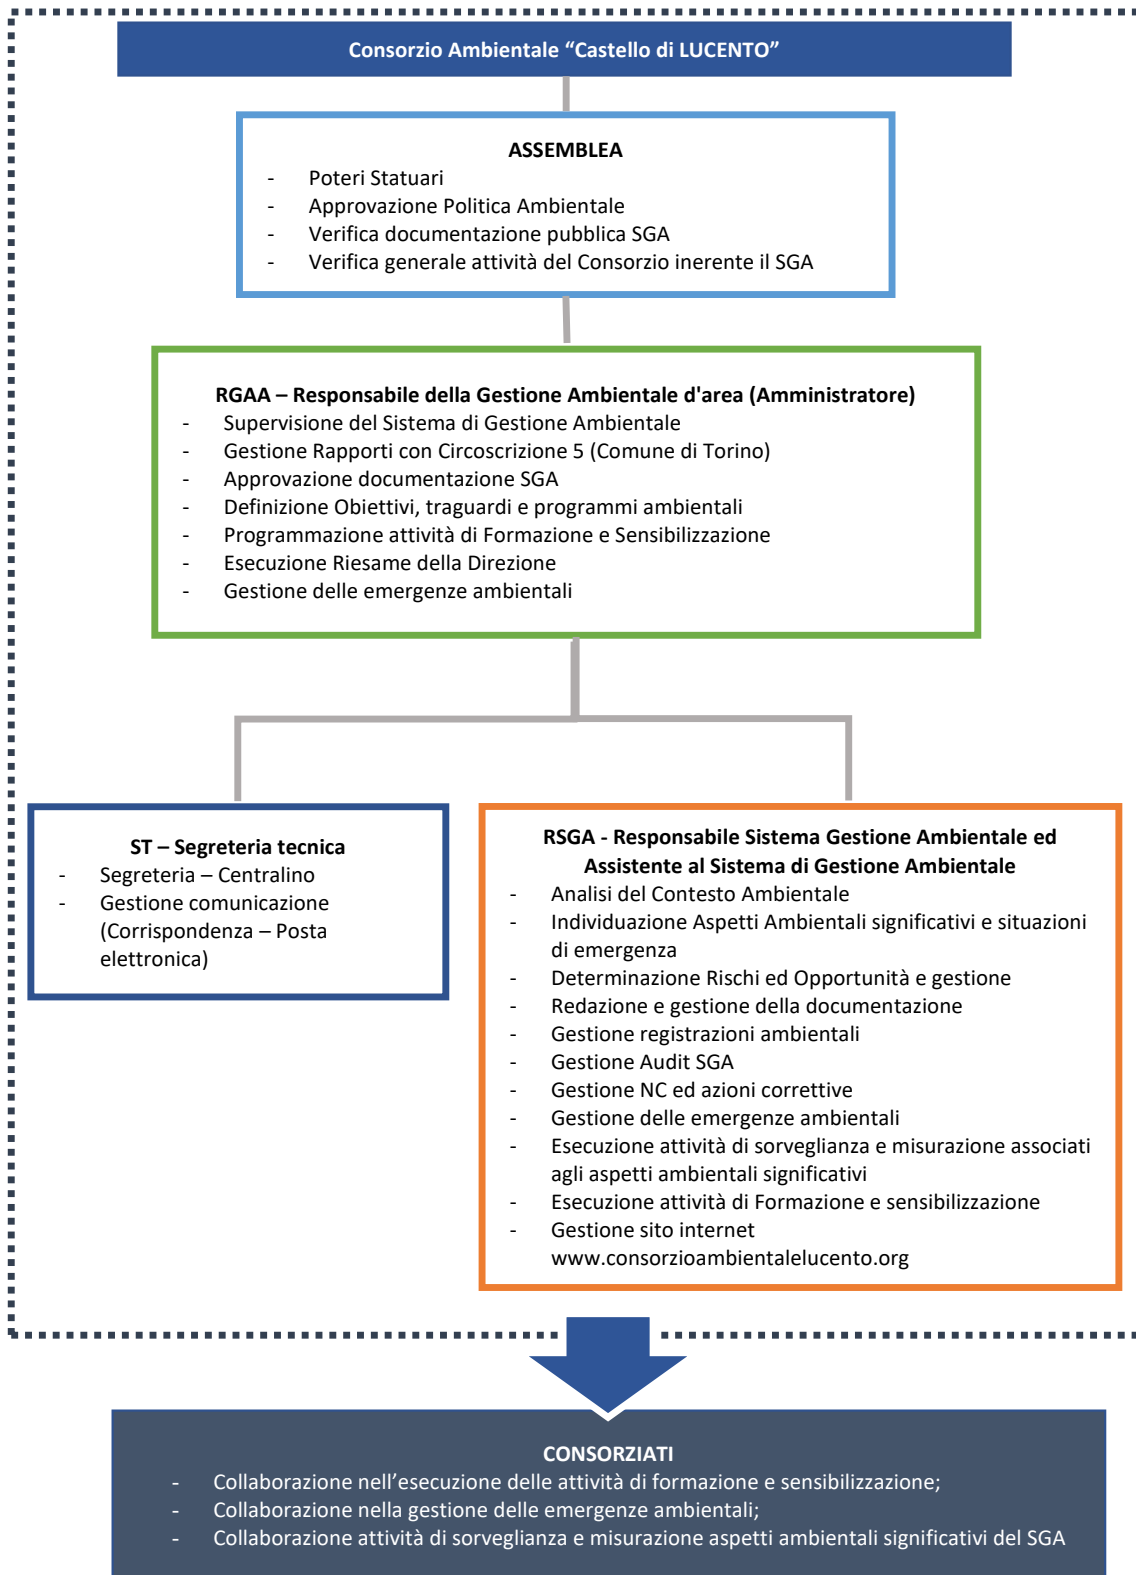 Consorzio Ambientale “Castello di LUCENTO”
ASSEMBLEA
- Poteri Statuari
- Approvazione Politica Ambientale
- Verifica documentazione pubblica SGA
- Verifica generale attività del Consorzio inerente il SGA
RGAA – Responsabile della Gestione Ambientale d'area (Amministratore)
- Supervisione del Sistema di Gestione Ambientale
- Gestione Rapporti con Circoscrizione 5 (Comune di Torino)
- Approvazione documentazione SGA
- Definizione Obiettivi, traguardi e programmi ambientali
- Programmazione attività di Formazione e Sensibilizzazione
- Esecuzione Riesame della Direzione
- Gestione delle emergenze ambientali
ST – Segreteria tecnica
- Segreteria – Centralino
- Gestione comunicazione
(Corrispondenza – Posta
elettronica)
RSGA - Responsabile Sistema Gestione Ambientale ed
Assistente al Sistema di Gestione Ambientale
- Analisi del Contesto Ambientale
- Individuazione Aspetti Ambientali significativi e situazioni
di emergenza
- Determinazione Rischi ed Opportunità e gestione
- Redazione e gestione della documentazione
- Gestione registrazioni ambientali
- Gestione Audit SGA
- Gestione NC ed azioni correttive
- Gestione delle emergenze ambientali
- Esecuzione attività di sorveglianza e misurazione associati
agli aspetti ambientali significativi
- Esecuzione attività di Formazione e sensibilizzazione
- Gestione sito internet
www.consorzioambientalelucento.org
CONSORZIATI
- Collaborazione nell’esecuzione delle attività di formazione e sensibilizzazione;
- Collaborazione nella gestione delle emergenze ambientali;
- Collaborazione attività di sorveglianza e misurazione aspetti ambientali significativi del SGA